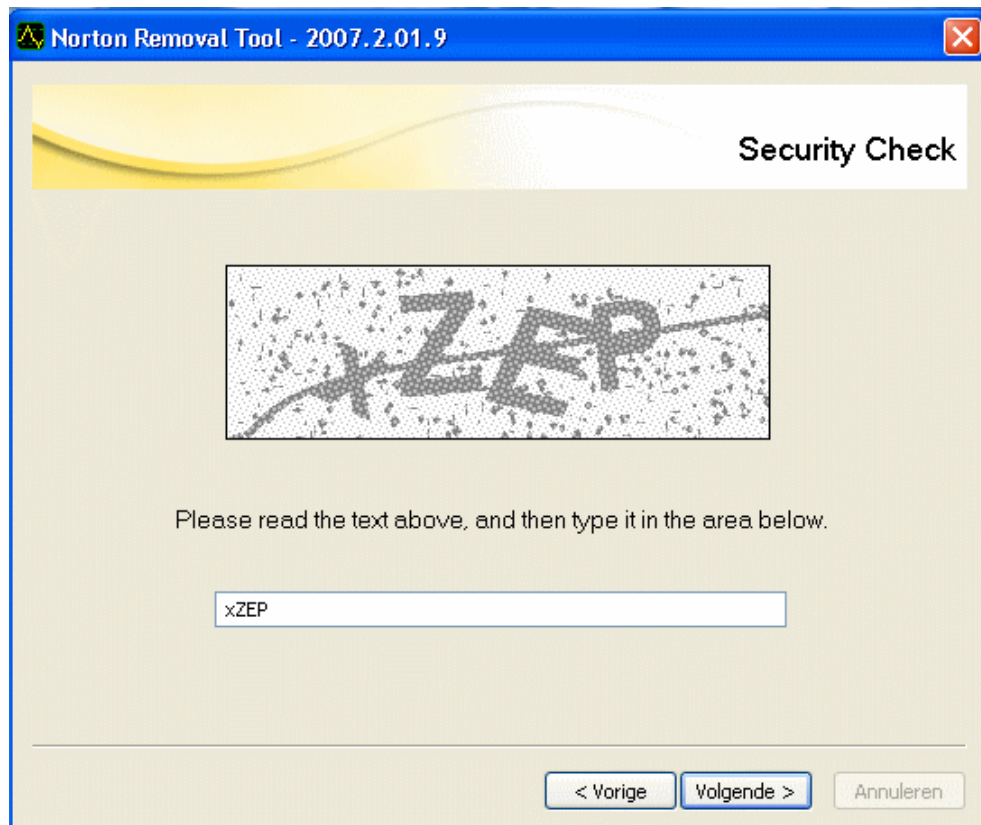 Norton Removal Tool - 2007.2.01.9
Security Check
xZEP
Please read the text above, and then type it in the area below.
xZEP
< Vorige Volgende > Annuleren